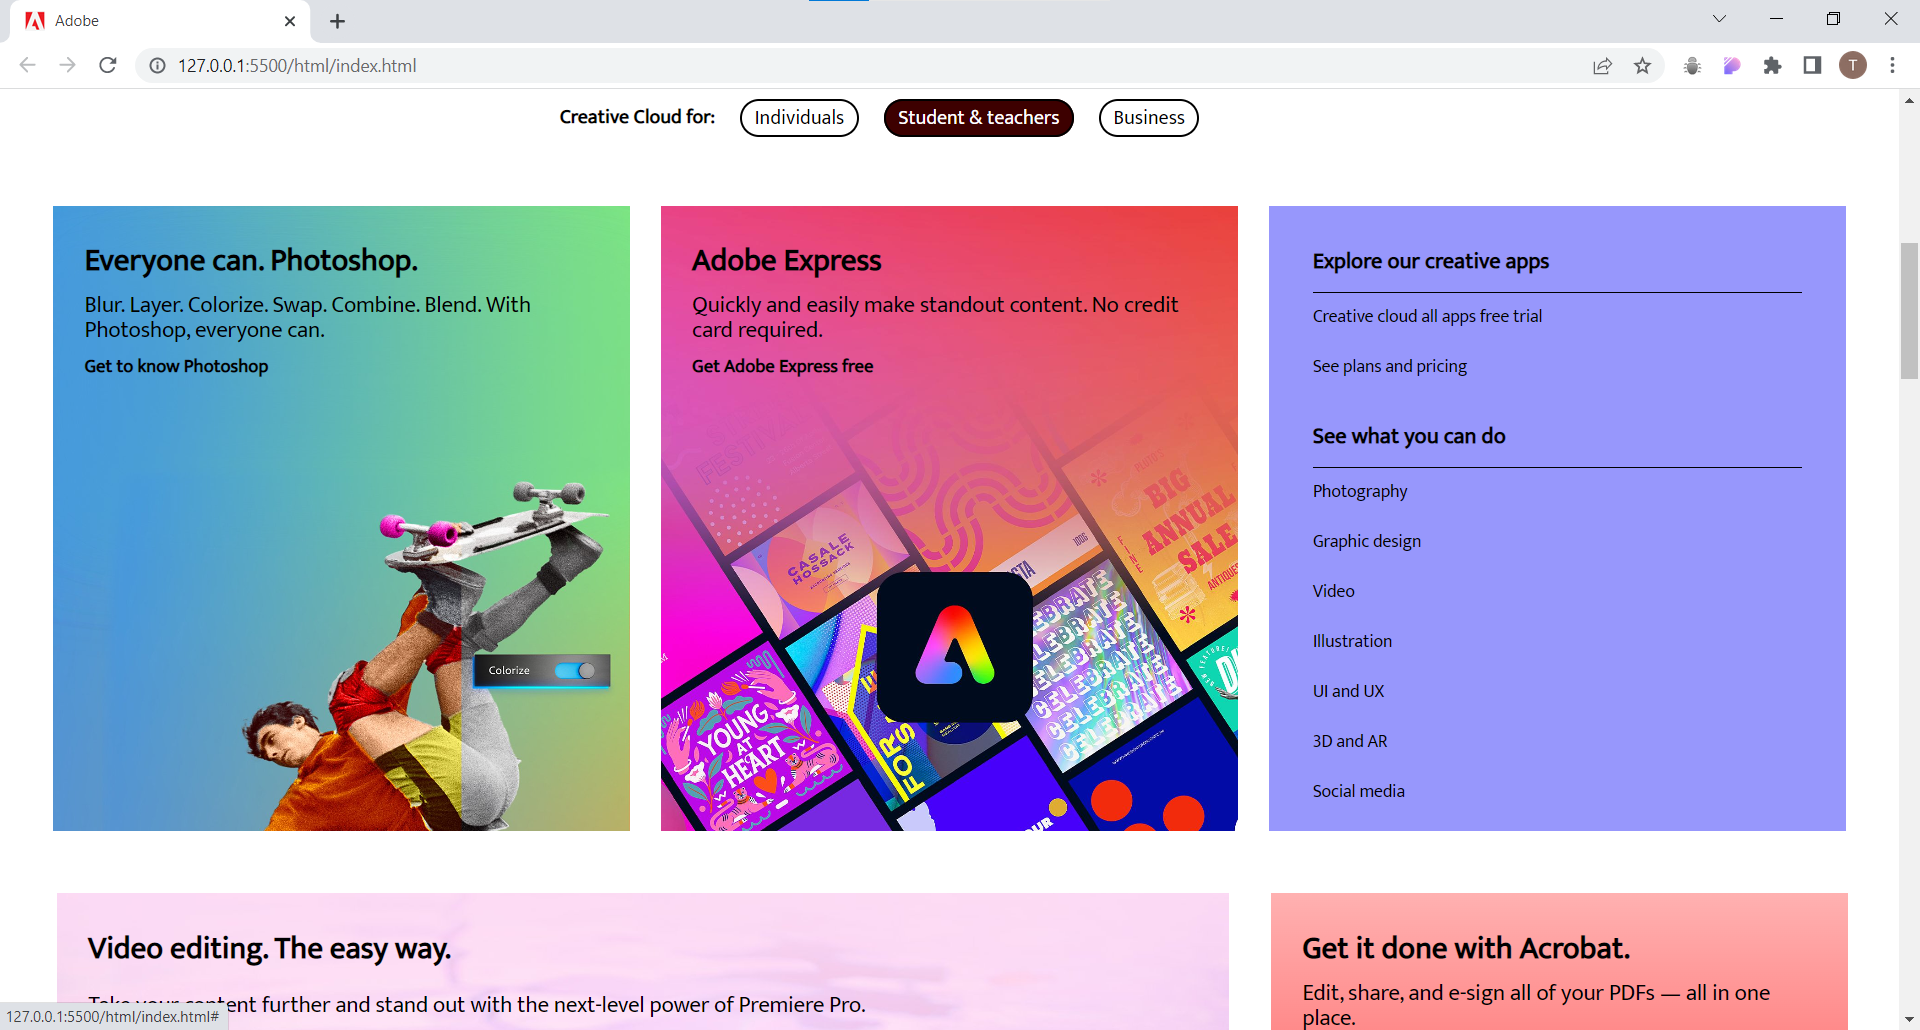 Adobe
127.0.0.1:5500/html/index.html
T
Creative Cloud for:
Individuals
Student & teachers
Business
Everyone can. Photoshop.
Blur. Layer. Colorize. Swap. Combine. Blend. With
Photoshop, everyone can.
Get to know Photoshop
Colorize
Adobe Express
Quickly and easily make standout content. No credit
card required.
Get Adobe Express free
BIG
ANNUAL
SALE
FINE
ANTIQUES
CASALE
HOSSACK
YOUNG
AT
HEART
CELEBRATE
CELEBRATE
CELEBRATE
Explore our creative apps
Creative cloud all apps free trial
See plans and pricing
See what you can do
Photography
Graphic design
Video
Illustration
UI and UX
3D and AR
Social media
Video editing. The easy way.
Take your content further and stand out with the next-level power of Premiere Pro.
Get it done with Acrobat.
Edit, share, and e-sign all of your PDFs — all in one
place.
127.0.0.1:5500/html/index.html#